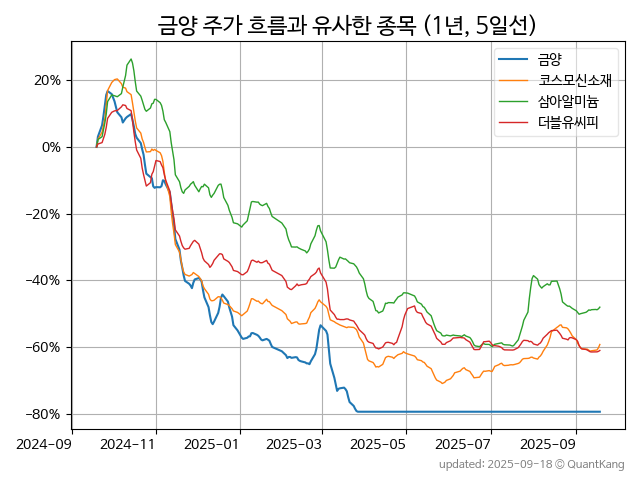 금양 주가 흐름과 유사한 종목 (1년, 5일선)
금양
코스모신소재
삼아알미늄
더블유씨피
20%
0%
−20%
−40%
−60%
−80%
2024-09 2024-11 2025-01 2025-03 2025-05 2025-07 2025-09
updated: 2025-09-18 © QuantKang